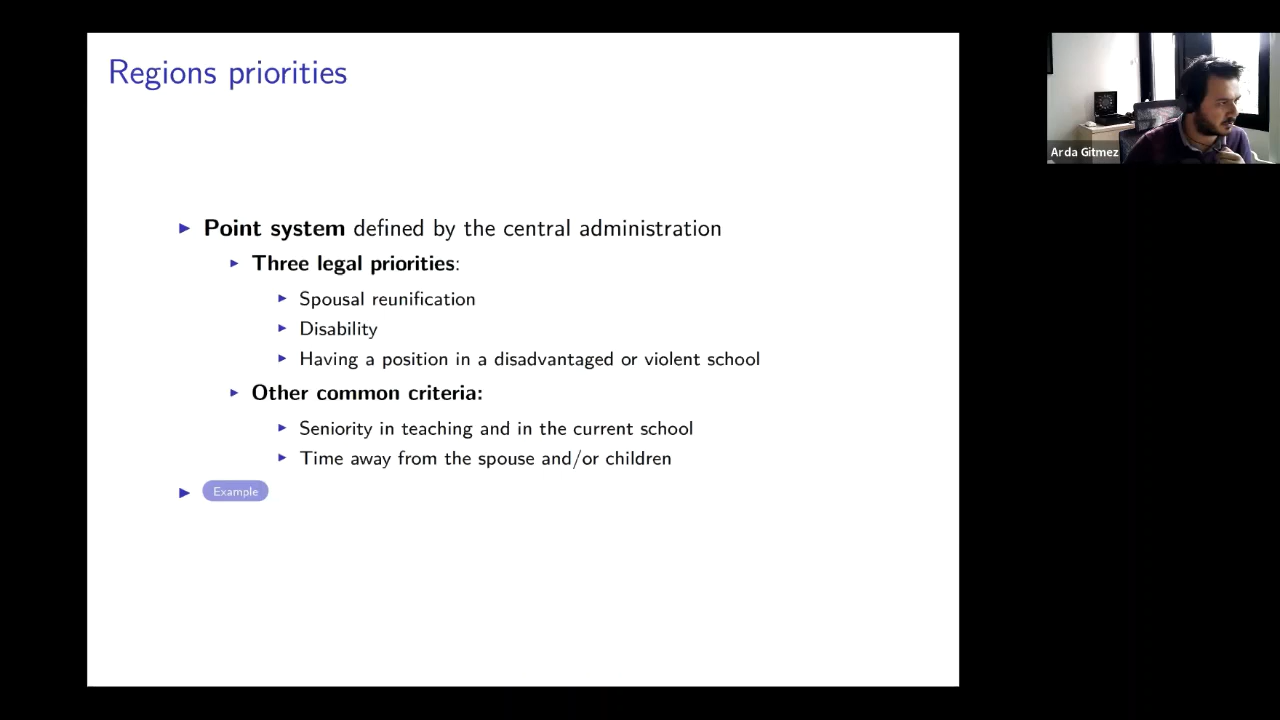 Regions priorities
Arda Gitmez
Point system defined by the central administration
Three legal priorities:
Spousal reunification
Disability
Having a position in a disadvantaged or violent school
Other common criteria:
Seniority in teaching and in the current school
Time away from the spouse and/or children
Example